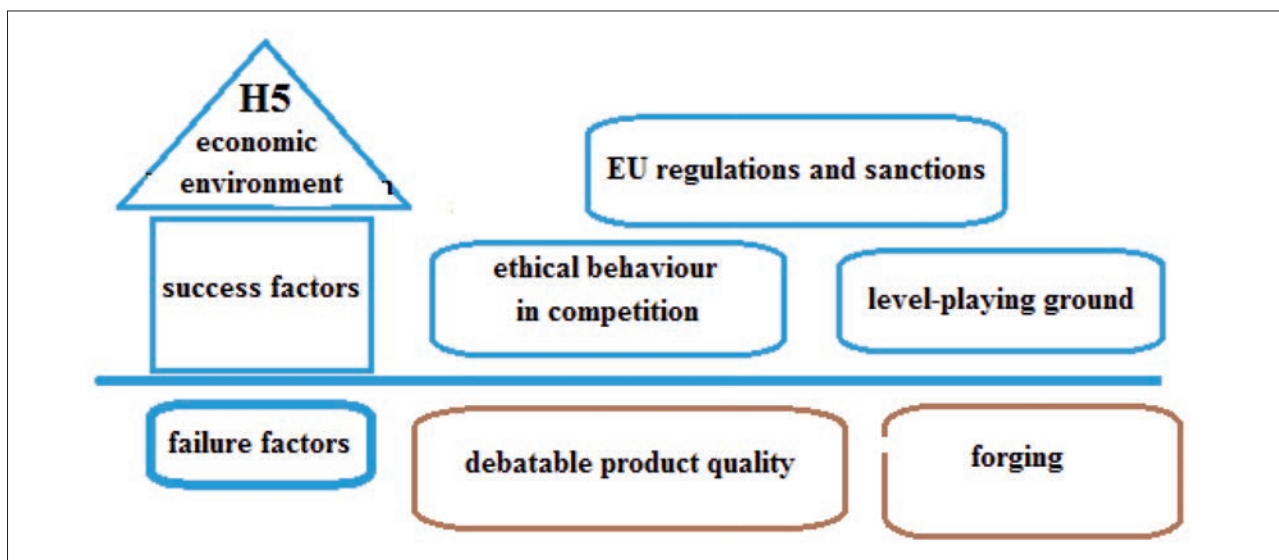 H5
economic
environment
EU regulations and sanctions
success factors
ethical behaviour
in competition
level-playing ground
failure factors
debatable product quality
forging